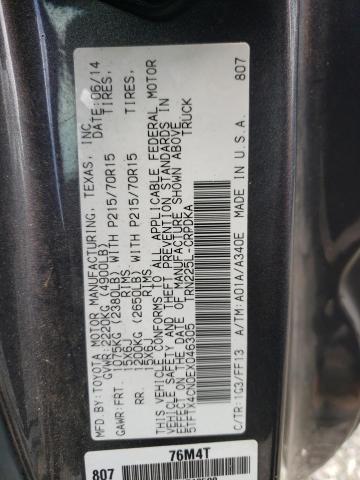 MFD. BY: TOYOTA MOTOR MANUFACTURING, TEXAS, INC.
DATE: 06/14
GVWR: 2220KG (4900LB)
GAWR: FRT. 1075KG (2380LB) WITH P215/70R15 TIRES,
15X6J RIMS
RR. 1200KG (2650LB) WITH P215/70R15 TIRES,
15X6J RIMS
THIS VEHICLE CONFORMS TO ALL APPLICABLE FEDERAL MOTOR
VEHICLE SAFETY AND THEFT PREVENTION STANDARDS IN
EFFECT ON THE DATE OF MANUFACTURE SHOWN ABOVE.
5TFTX4CN0EX046305 TRUCK
TRN225L-CRPDKA
C/TR: 1G3/FF13 A/TM: A01A/A340E MADE IN U.S.A. 807
76M4T
807